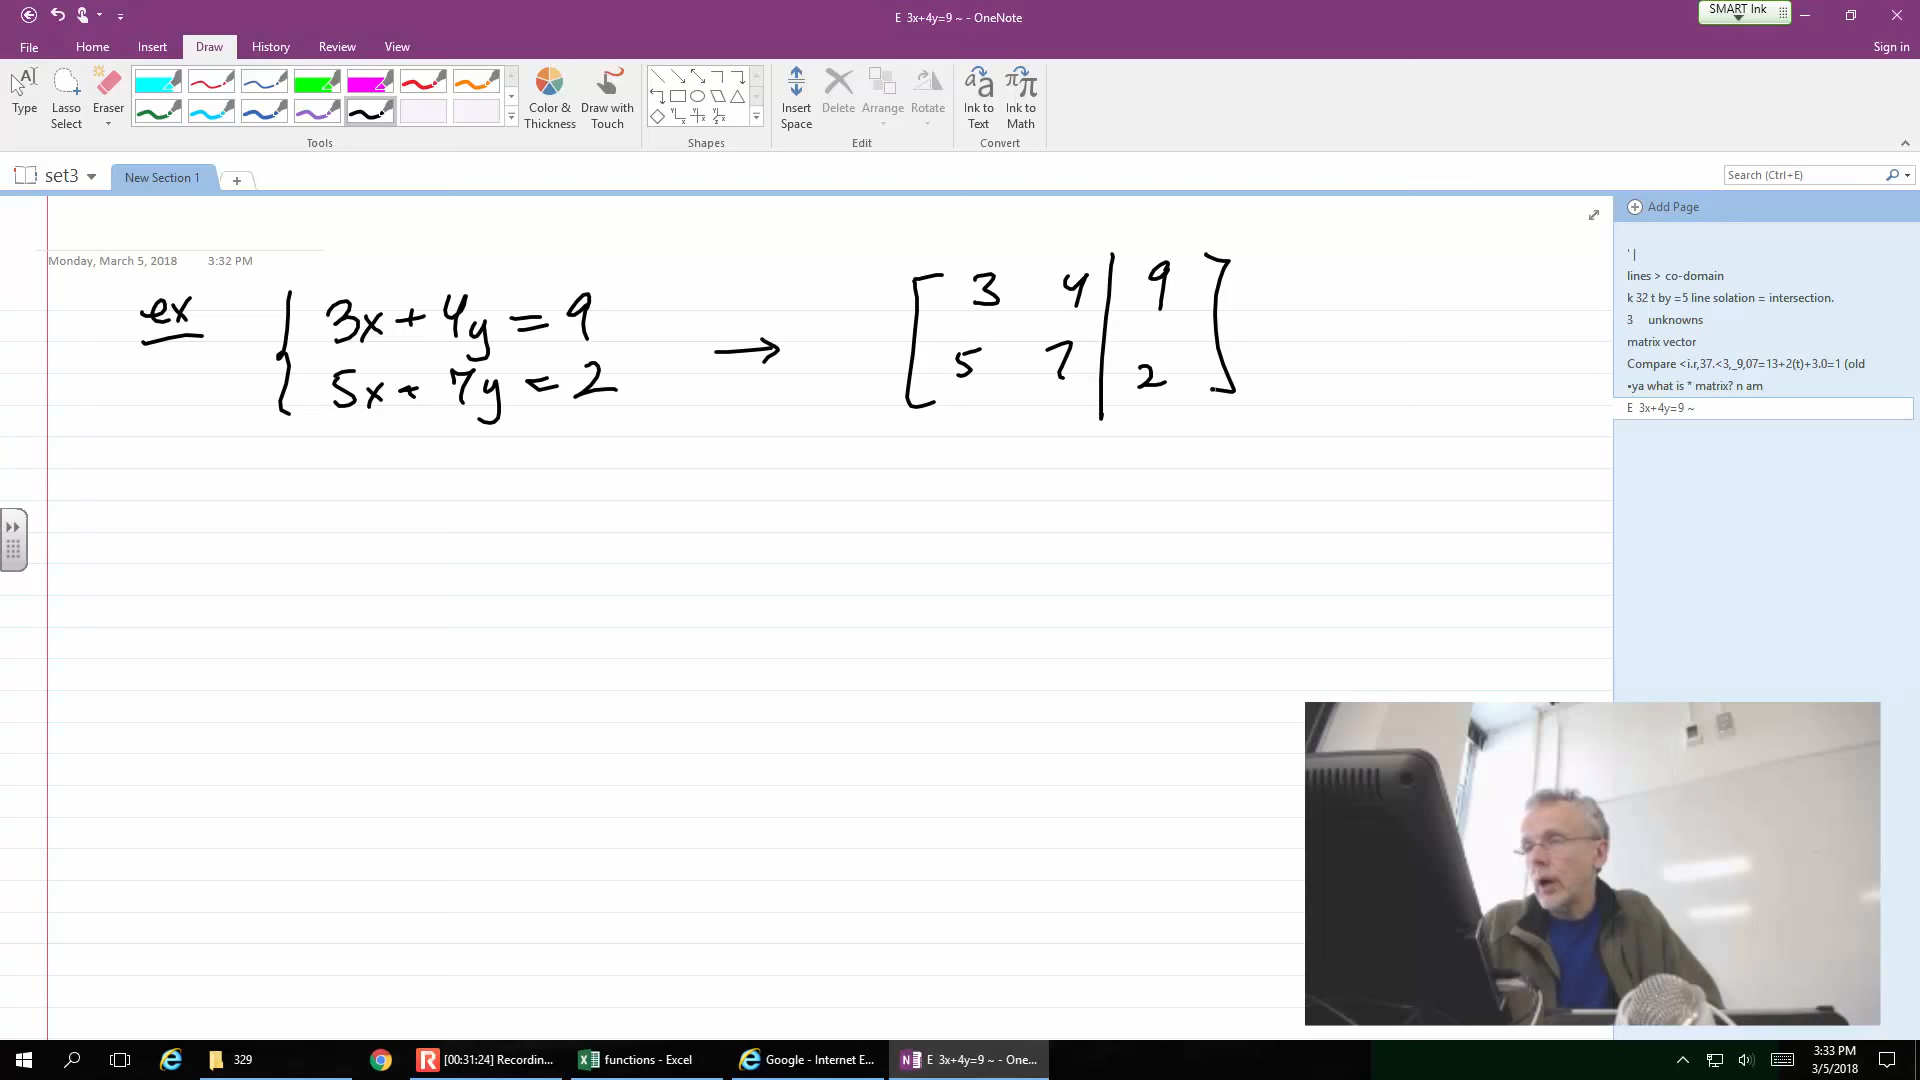 E 3x+4y=9 ~ - OneNote
SMART Ink
File Home Insert Draw History Review View
Sign in
Type
Lasso Select
Eraser
Color & Thickness
Draw with Touch
Insert Space
Delete
Arrange
Rotate
Ink to Text
Ink to Math
Tools
Shapes
Edit
Convert
set3
New Section 1
Search (Ctrl+E)
Add Page
' |
lines > co-domain
k 32 t by =5 line solation = intersection.
3 unknowns
matrix vector
Compare <i.r,37.<3,_9,07=13+2(t)+3.0=1 (old
•ya what is * matrix? n am
E 3x+4y=9 ~
Monday, March 5, 2018 3:32 PM
ex { 3x + 4y = 9
5x + 7y = 2
→ [ 3 4 | 9 ]
5 7 | 2
329
[00:31:24] Recordin...
functions - Excel
Google - Internet E...
E 3x+4y=9 ~ - One...
3:33 PM
3/5/2018